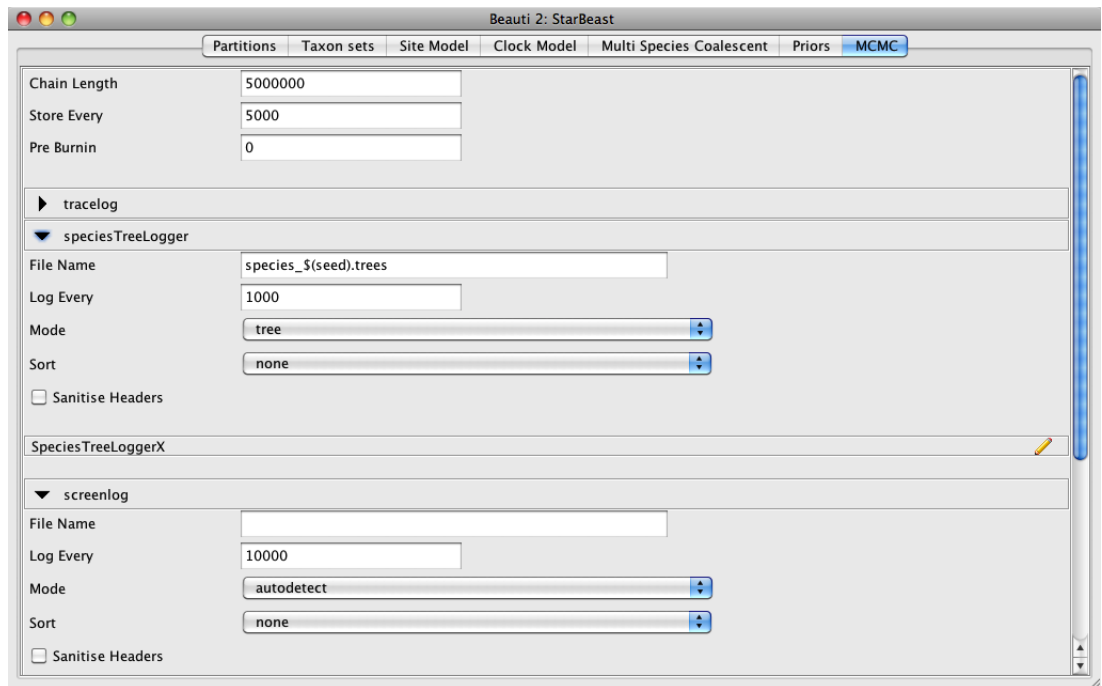 Beauti 2: StarBeast
Partitions Taxon sets Site Model Clock Model Multi Species Coalescent Priors MCMC
Chain Length 5000000
Store Every 5000
Pre Burnin 0
tracelog
speciesTreeLogger
File Name species_$(seed).trees
Log Every 1000
Mode tree
Sort none
Sanitise Headers
SpeciesTreeLoggerX
screenlog
File Name
Log Every 10000
Mode autodetect
Sort none
Sanitise Headers